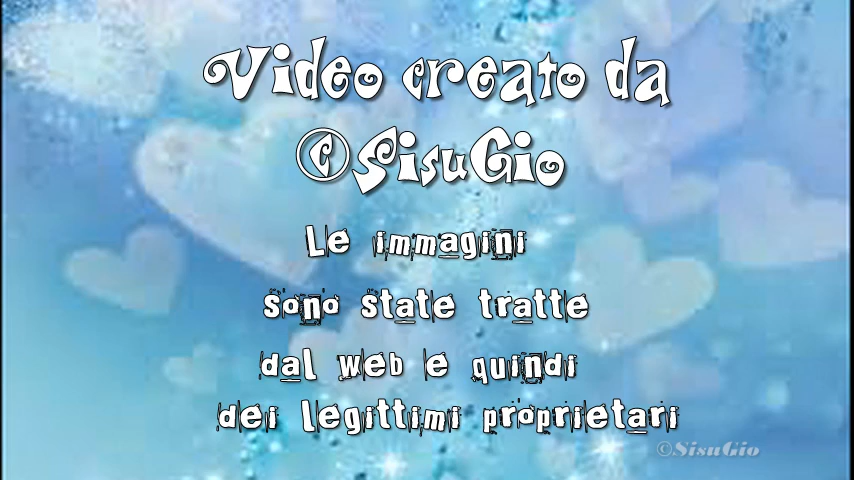 Video creato da
©SisuGio
Le immagini
sono state tratte
dal web e quindi
dei legittimi proprietari
©SisuGio